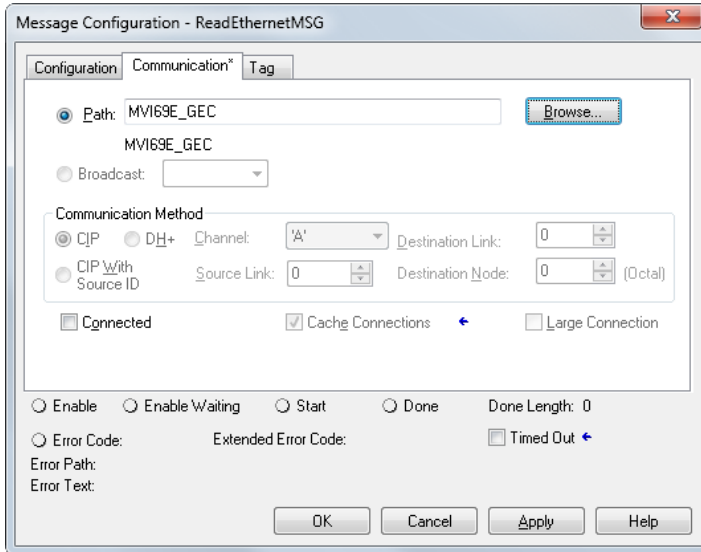 Message Configuration - ReadEthernetMSG
Configuration Communication* Tag
Path: MVI69E_GEC Browse...
MVI69E_GEC
Broadcast:
Communication Method
CIP DH+ Channel: 'A' Destination Link: 0
CIP With Source ID Source Link: 0 Destination Node: 0 (Octal)
Connected Cache Connections Large Connection
Enable Enable Waiting Start Done Done Length: 0
Error Code: Extended Error Code: Timed Out
Error Path:
Error Text:
OK Cancel Apply Help